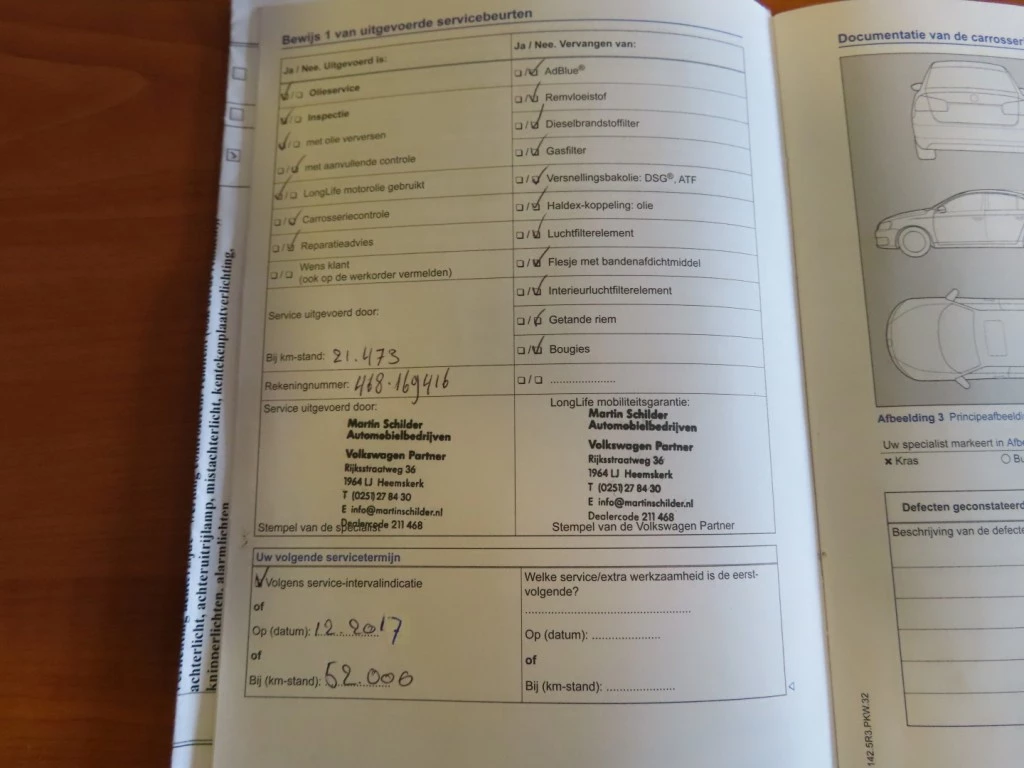 Bewijs 1 van uitgevoerde servicebeurten
Ja / Nee. Uitgevoerd is:
Olieservice
Inspectie
met olie verversen
met aanvullende controle
LongLife motorolie gebruikt
Carrosseriecontrole
Reparatieadvies
Wens klant
(ook op de werkorder vermelden)
Service uitgevoerd door:
Bij km-stand: 21.473
Rekeningnummer: 468-169416
Ja / Nee. Vervangen van:
AdBlue®
Remvloeistof
Dieselbrandstoffilter
Gasfilter
Versnellingsbakolie: DSG®, ATF
Haldex-koppeling: olie
Luchtfilterelement
Flesje met bandenafdichtmiddel
Interieurluchtfilterelement
Getande riem
Bougies
Service uitgevoerd door:
Martin Schilder
Automobielbedrijven
Volkswagen Partner
Rijksstraatweg 36
1964 LJ Heemskerk
T (0251) 27 84 30
E info@martinschilder.nl
Dealercode 211 468
Stempel van de specialist
LongLife mobiliteitsgarantie:
Martin Schilder
Automobielbedrijven
Volkswagen Partner
Rijksstraatweg 36
1964 LJ Heemskerk
T (0251) 27 84 30
E info@martinschilder.nl
Dealercode 211 468
Stempel van de Volkswagen Partner
Uw volgende servicetermijn
Volgens service-intervalindicatie
of
Op (datum): 12.2017
of
Bij (km-stand): 52.000
Welke service/extra werkzaamheid is de eerst-
volgende?
Op (datum): ....................
of
Bij (km-stand): ....................
Documentatie van de
Afbeelding 3
Uw specialist markeert in
× Kras
Defecten
Beschrijving van de
142.5R3.PKW.32
achterlicht, achteruitrijlamp, mistachterlicht, kentekenplaatverlichting,
knipperlichten, alarmlichten